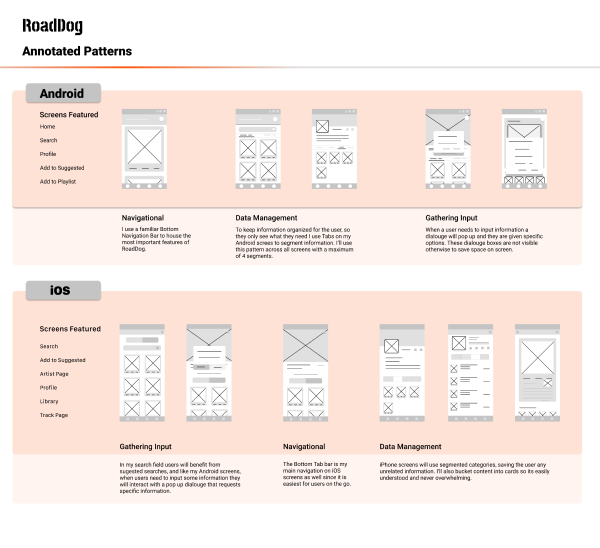 RoadDog
Annotated Patterns
Android
Screens Featured
Home
Search
Profile
Add to Suggested
Add to Playlist
Navigational
I use a familiar Bottom
Navigation Bar to house the
most important features of
RoadDog.
Data Management
To keep information organized for the user, so
they only see what they need I use Tabs on my
Android screes to segment information. I'll use
this pattern across all screens with a maximum
of 4 segments.
Gathering Input
When a user needs to input information a
dialouge will pop up and they are given specific
options. These dialouge boxes are not visible
otherwise to save space on screen.
iOS
Screens Featured
Search
Add to Suggested
Artist Page
Profile
Library
Track Page
Gathering Input
In my search field users will benefit from
sugested searches, and like my Android screens,
when users need to input some information they
will interact with a pop up dialouge that requests
specific information.
Navigational
The Bottom Tab bar is my
main navigation on iOS
screens as well since it is
easiest for users on the go.
Data Management
iPhone screens will use segmented categories, saving the user any
unrelated information. I'll also bucket content into cards so its easily
understood and never overwhelming.